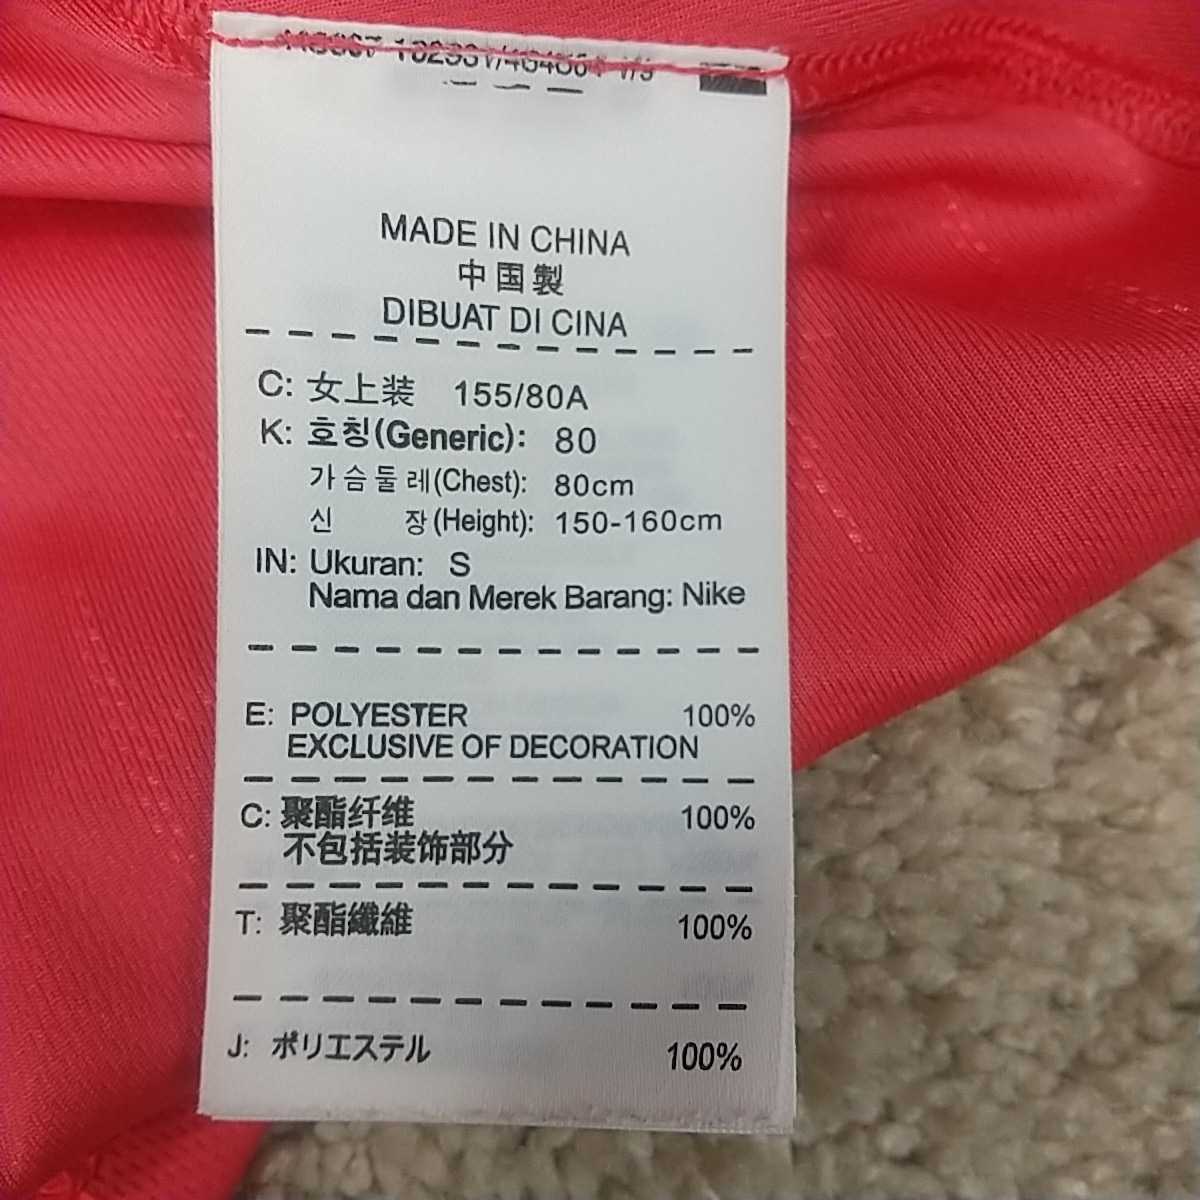 MADE IN CHINA
中国製
DIBUAT DI CINA
C: 女上装 155/80A
K: 호칭(Generic): 80
가슴둘레(Chest): 80cm
신 장(Height): 150-160cm
IN: Ukuran: S
Nama dan Merek Barang: Nike
E: POLYESTER 100%
EXCLUSIVE OF DECORATION
C: 聚酯纤维 100%
不包括装饰部分
T: 聚酯纖維 100%
J: ポリエステル 100%